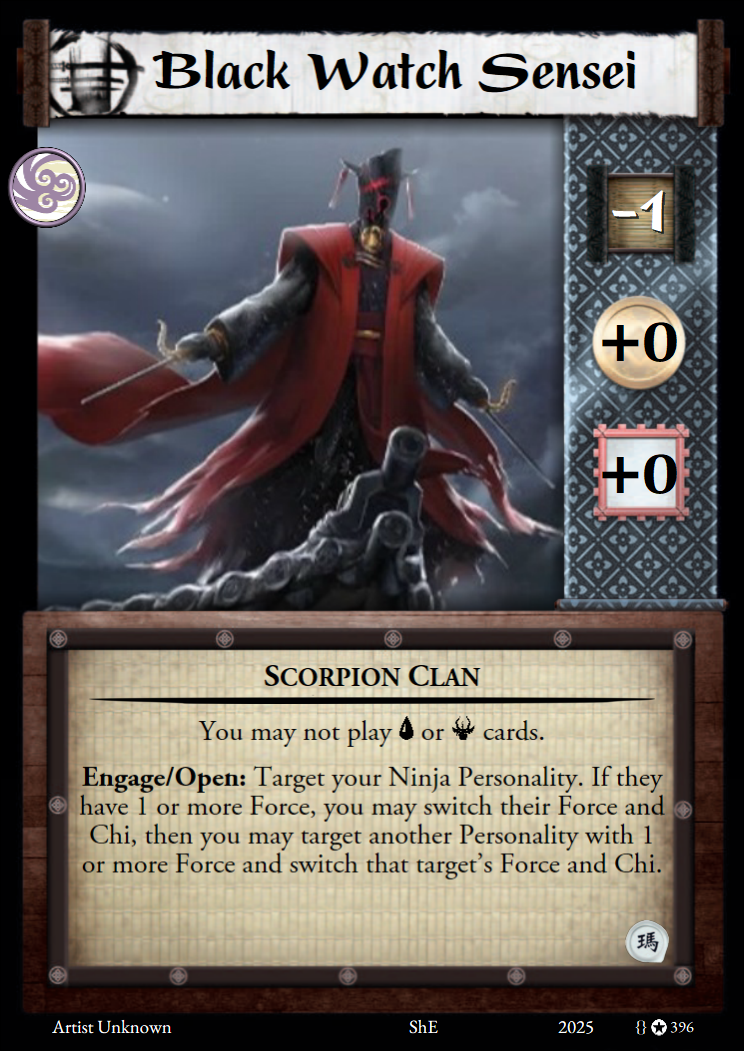 Black Watch Sensei
-1
+0
+0
Scorpion Clan
You may not play or cards.
Engage/Open: Target your Ninja Personality. If they
have 1 or more Force, you may switch their Force and
Chi, then you may target another Personality with 1
or more Force and switch that target's Force and Chi.
瑪
Artist Unknown ShE 2025 {} 396